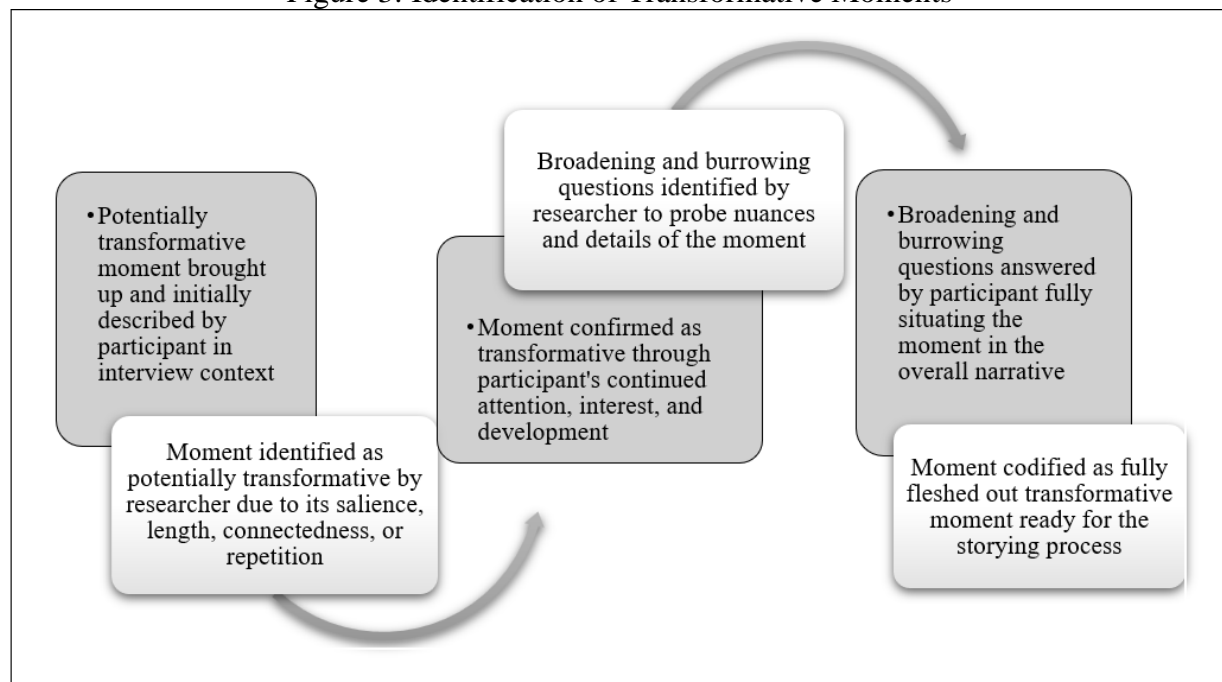 Figure 3: Identification of Transformative Moments
•Potentially
transformative
moment brought
up and initially
described by
participant in
interview context
Moment identified as
potentially transformative by
researcher due to its salience,
length, connectedness, or
repetition
•Moment confirmed as
transformative through
participant's continued
attention, interest, and
development
Broadening and burrowing
questions identified by
researcher to probe nuances
and details of the moment
•Broadening and
burrowing
questions answered
by participant fully
situating the
moment in the
overall narrative
Moment codified as fully
fleshed out transformative
moment ready for the
storying process